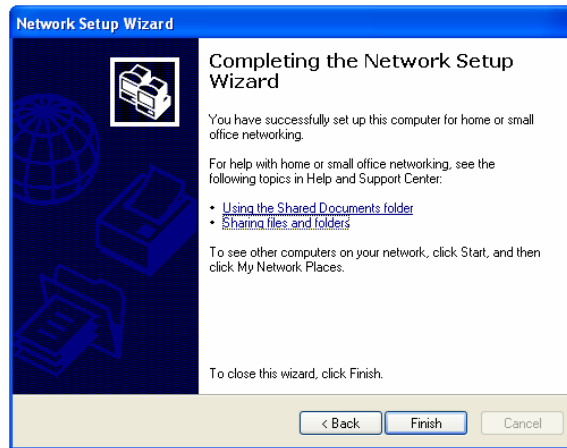 Network Setup Wizard
Completing the Network Setup
Wizard
You have successfully set up this computer for home or small
office networking.
For help with home or small office networking, see the
following topics in Help and Support Center:
• Using the Shared Documents folder
• Sharing files and folders
To see other computers on your network, click Start, and then
click My Network Places.
To close this wizard, click Finish.
< Back Finish Cancel